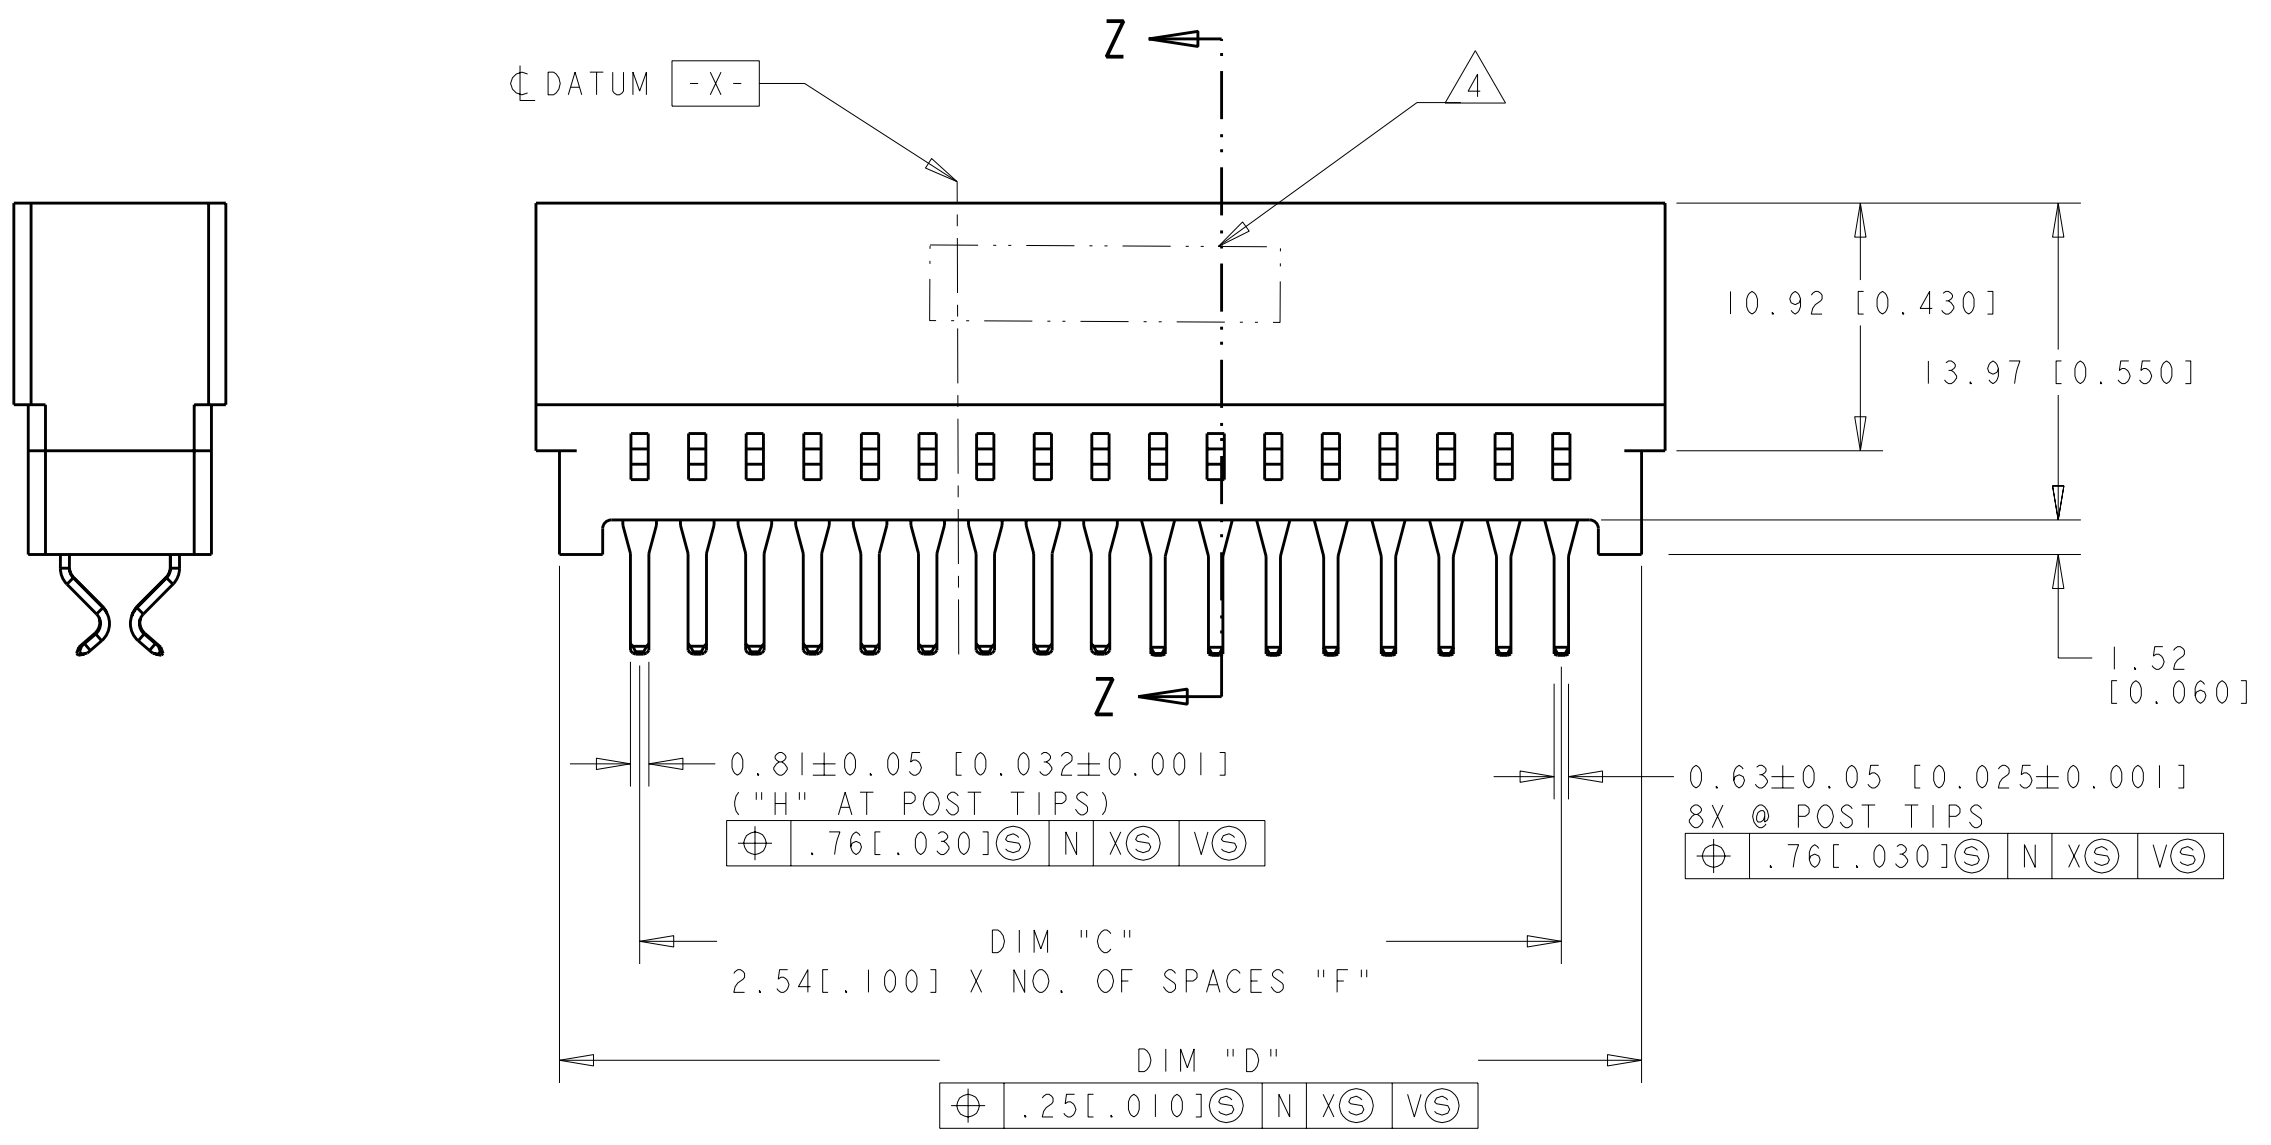 Z
℄ DATUM -X-
4
10.92 [0.430]
13.97 [0.550]
1.52
[0.060]
Z
0.81±0.05 [0.032±0.001]
("H" AT POST TIPS)
⌖ .76[.030]Ⓢ N XⓈ VⓈ
0.63±0.05 [0.025±0.001]
8X @ POST TIPS
⌖ .76[.030]Ⓢ N XⓈ VⓈ
DIM "C"
2.54[.100] X NO. OF SPACES "F"
DIM "D"
⌖ .25[.010]Ⓢ N XⓈ VⓈ